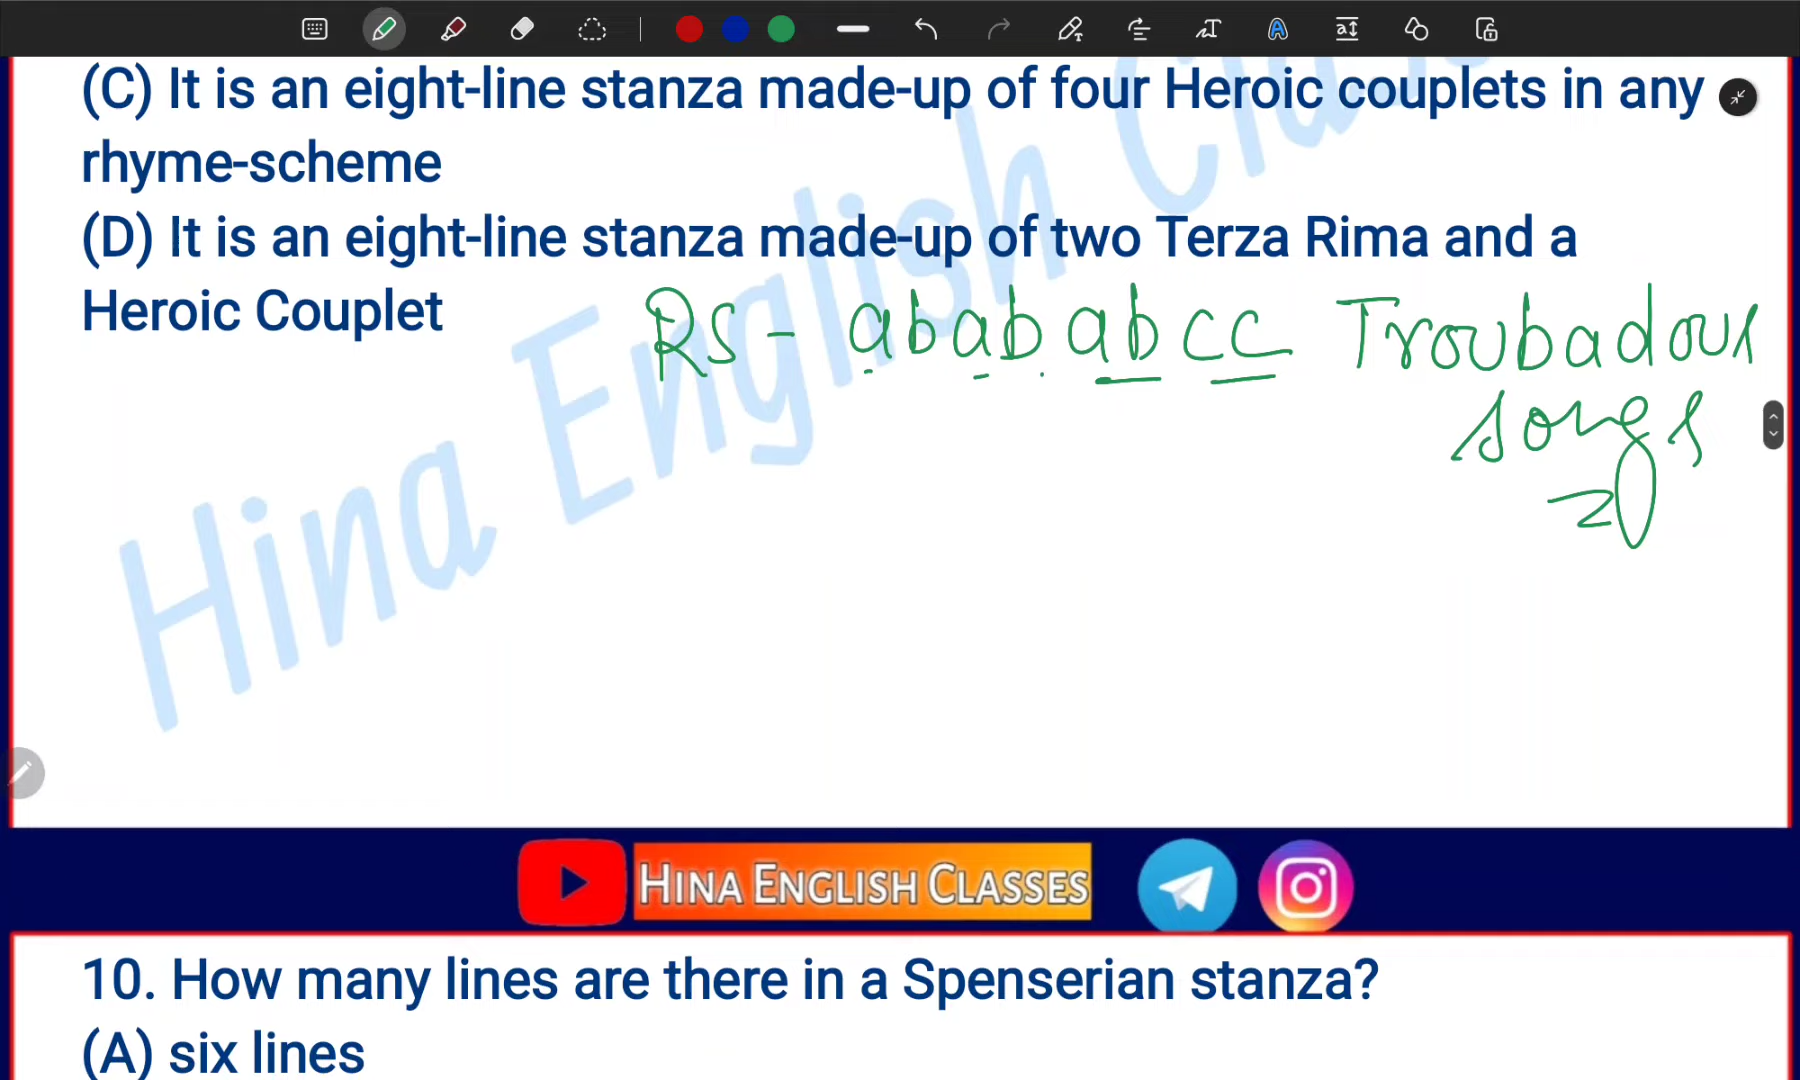 (C) It is an eight-line stanza made-up of four Heroic couplets in any
rhyme-scheme
(D) It is an eight-line stanza made-up of two Terza Rima and a
Heroic Couplet
RS - ababab cc Troubadour
songs
Hina English Classes
HINA ENGLISH CLASSES
10. How many lines are there in a Spenserian stanza?
(A) six lines